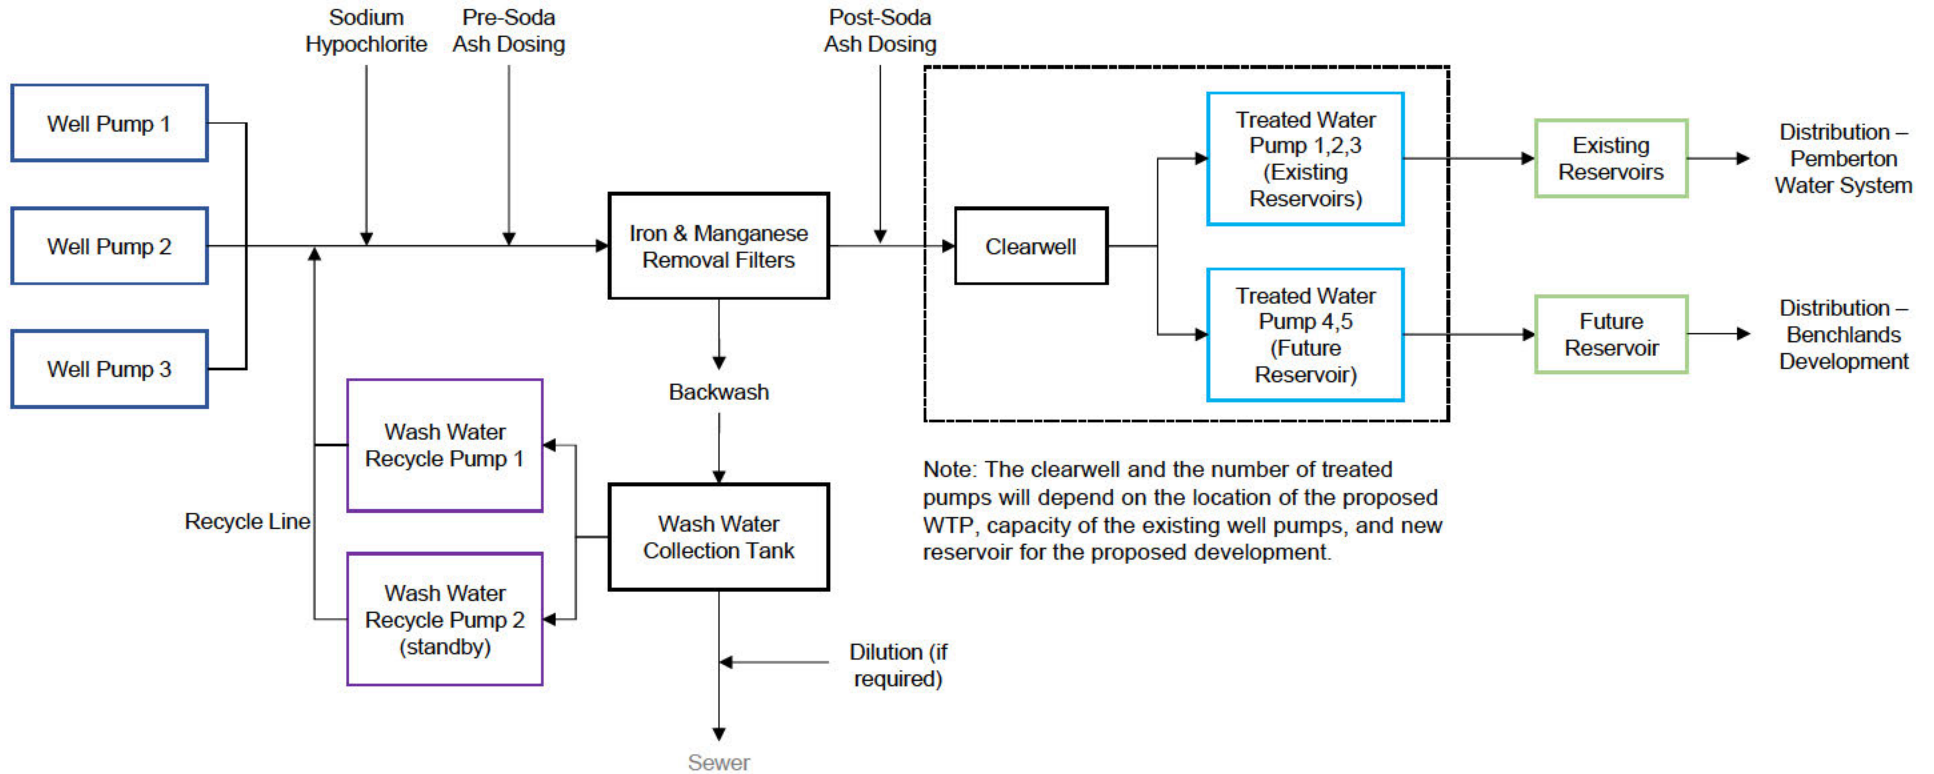 Sodium
Hypochlorite
Pre-Soda
Ash Dosing
Post-Soda
Ash Dosing
Well Pump 1
Well Pump 2
Well Pump 3
Iron & Manganese
Removal Filters
Clearwell
Treated Water
Pump 1,2,3
(Existing
Reservoirs)
Existing
Reservoirs
Distribution –
Pemberton
Water System
Treated Water
Pump 4,5
(Future
Reservoir)
Future
Reservoir
Distribution –
Benchlands
Development
Backwash
Wash Water
Recycle Pump 1
Recycle Line
Wash Water
Recycle Pump 2
(standby)
Wash Water
Collection Tank
Note: The clearwell and the number of treated
pumps will depend on the location of the proposed
WTP, capacity of the existing well pumps, and new
reservoir for the proposed development.
Dilution (if
required)
Sewer